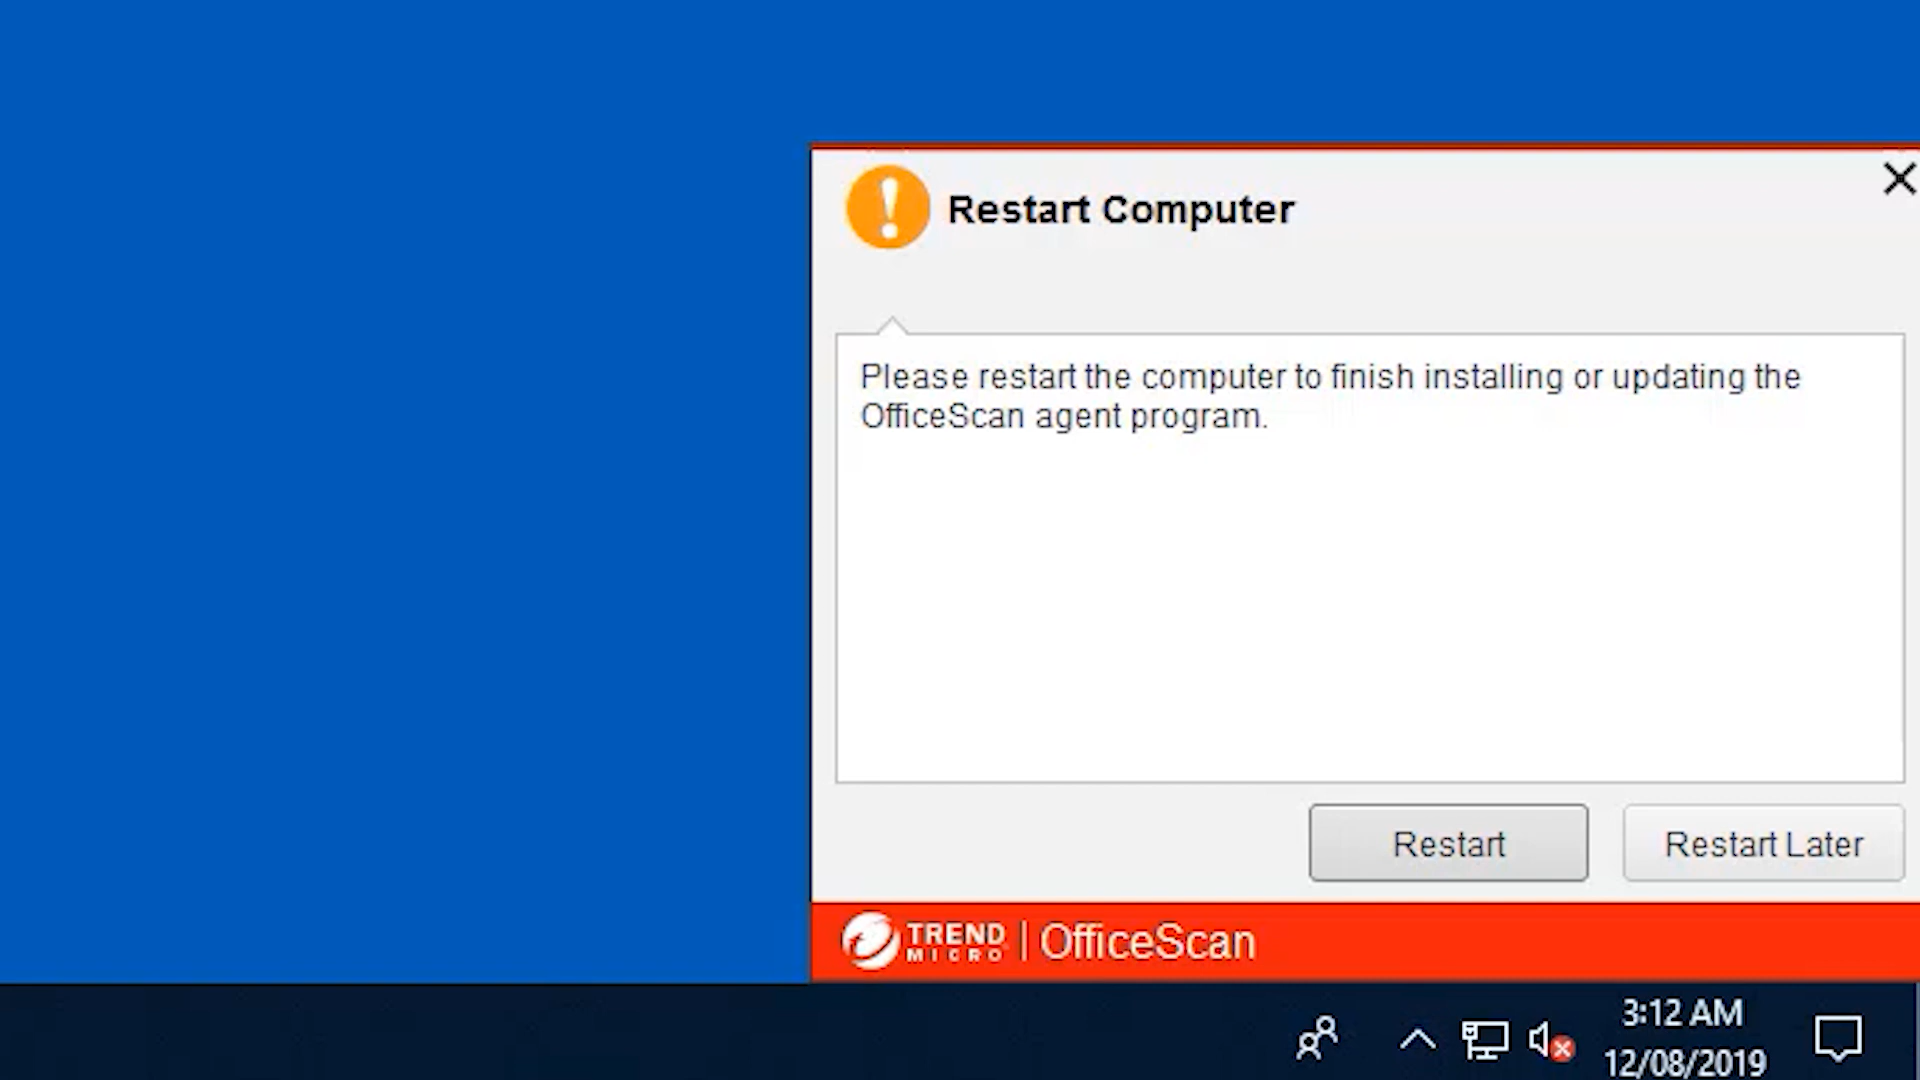 Restart Computer
Please restart the computer to finish installing or updating the
OfficeScan agent program.
Restart
Restart Later
TREND
MICRO
OfficeScan
3:12 AM
12/08/2019